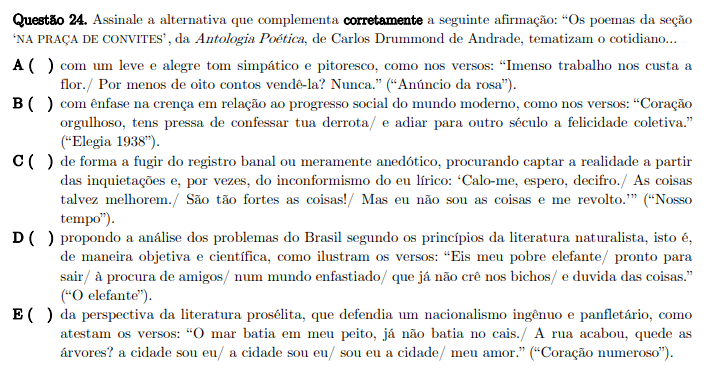 Questão 24. Assinale a alternativa que complementa corretamente a seguinte afirmação: “Os poemas da seção
‘NA PRAÇA DE CONVITES’, da Antologia Poética, de Carlos Drummond de Andrade, tematizam o cotidiano...
A ( ) com um leve e alegre tom simpático e pitoresco, como nos versos: “Imenso trabalho nos custa a
flor./ Por menos de oito contos vendê-la? Nunca.” (“Anúncio da rosa”).
B ( ) com ênfase na crença em relação ao progresso social do mundo moderno, como nos versos: “Coração
orgulhoso, tens pressa de confessar tua derrota/ e adiar para outro século a felicidade coletiva.”
(“Elegia 1938”).
C ( ) de forma a fugir do registro banal ou meramente anedótico, procurando captar a realidade a partir
das inquietações e, por vezes, do inconformismo do eu lírico: ‘Calo-me, espero, decifro./ As coisas
talvez melhorem./ São tão fortes as coisas!/ Mas eu não sou as coisas e me revolto.’” (“Nosso
tempo”).
D ( ) propondo a análise dos problemas do Brasil segundo os princípios da literatura naturalista, isto é,
de maneira objetiva e científica, como ilustram os versos: “Eis meu pobre elefante/ pronto para
sair/ à procura de amigos/ num mundo enfastiado/ que já não crê nos bichos/ e duvida das coisas.”
(“O elefante”).
E ( ) da perspectiva da literatura prosélita, que defendia um nacionalismo ingênuo e panfletário, como
atestam os versos: “O mar batia em meu peito, já não batia no cais./ A rua acabou, quede as
árvores? a cidade sou eu/ a cidade sou eu/ sou eu a cidade/ meu amor.” (“Coração numeroso”).